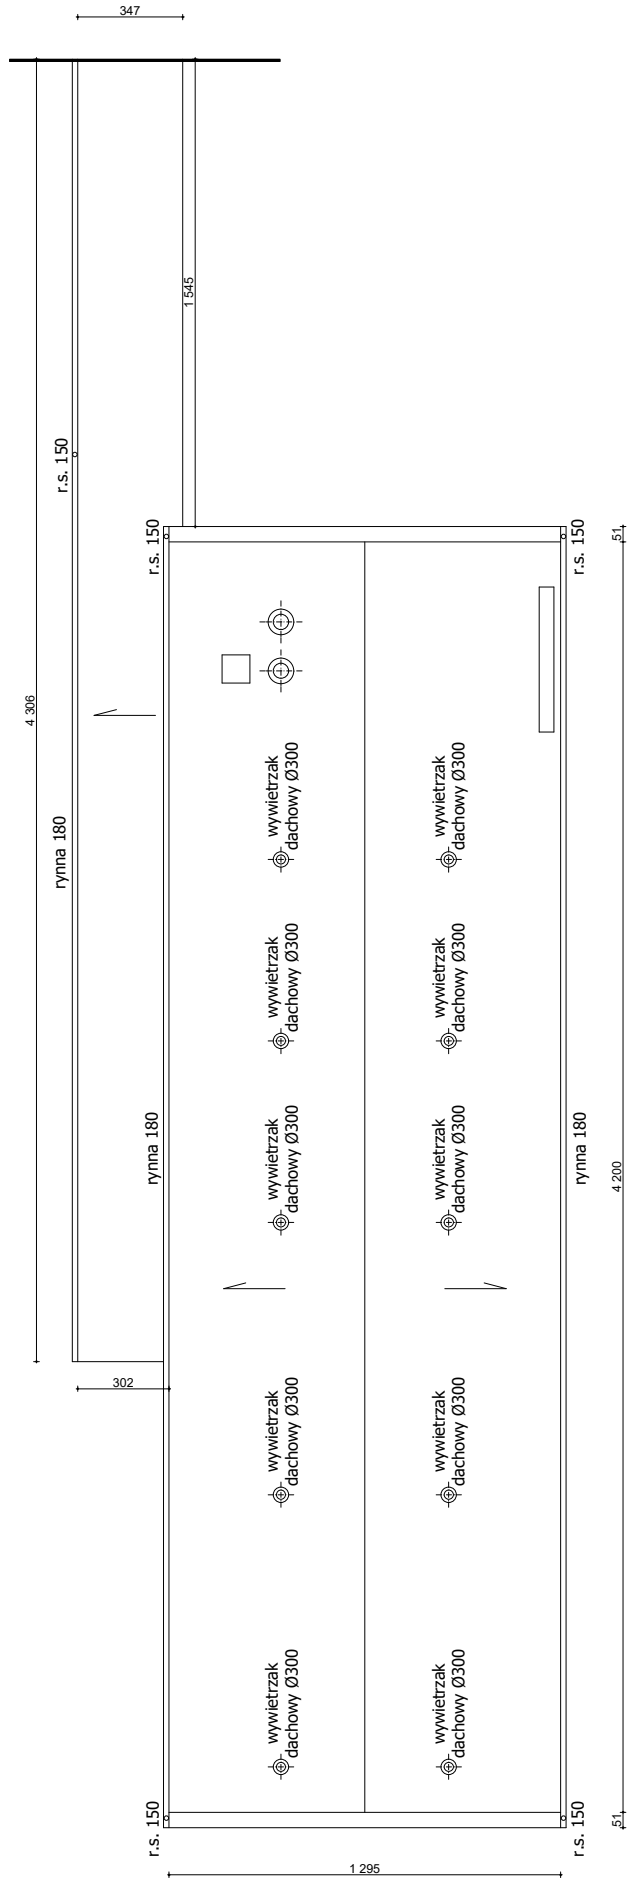 347
1 545
r.s. 150
r.s. 150
r.s. 150
51
4 306
rynna 180
wywietrzak
dachowy Ø300
wywietrzak
dachowy Ø300
wywietrzak
dachowy Ø300
wywietrzak
dachowy Ø300
rynna 180
wywietrzak
dachowy Ø300
wywietrzak
dachowy Ø300
rynna 180
4 200
302
wywietrzak
dachowy Ø300
wywietrzak
dachowy Ø300
wywietrzak
dachowy Ø300
wywietrzak
dachowy Ø300
r.s. 150
r.s. 150
51
1 295